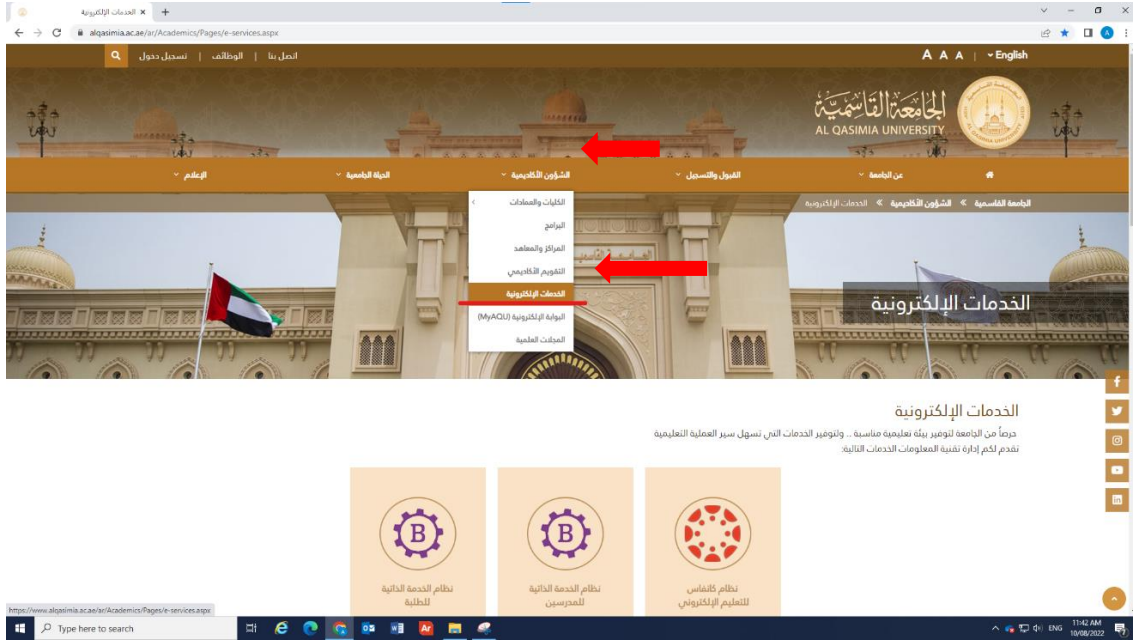 الخدمات الإلكترونية
alqasimia.ac.ae/ar/Academics/Pages/e-services.aspx
اتصل بنا | الوظائف | تسجيل دخول
A A A | English
الجامعة القاسمية
AL QASIMIA UNIVERSITY
عن الجامعة
القبول والتسجيل
الشؤون الأكاديمية
الحياة الجامعية
الإعلام
الجامعة القاسمية » الشؤون الأكاديمية » الخدمات الإلكترونية
الكليات والعمادات
البرامج
المراكز والمعاهد
التقويم الأكاديمي
الخدمات الإلكترونية
البوابة الإلكترونية (MyAQU)
المجلات العلمية
الخدمات الإلكترونية
الخدمات الإلكترونية
حرصاً من الجامعة لتوفير بيئة تعليمية مناسبة .. ولتوفير الخدمات التي تسهل سير العملية التعليمية
تقدم لكم إدارة تقنية المعلومات الخدمات التالية:
نظام كانفاس
للتعليم الإلكتروني
B
نظام الخدمة الذاتية
للمدرسين
B
نظام الخدمة الذاتية
للطلبة
https://www.alqasimia.ac.ae/ar/Academics/Pages/e-services.aspx
Type here to search
ENG
11:42 AM
10/08/2022